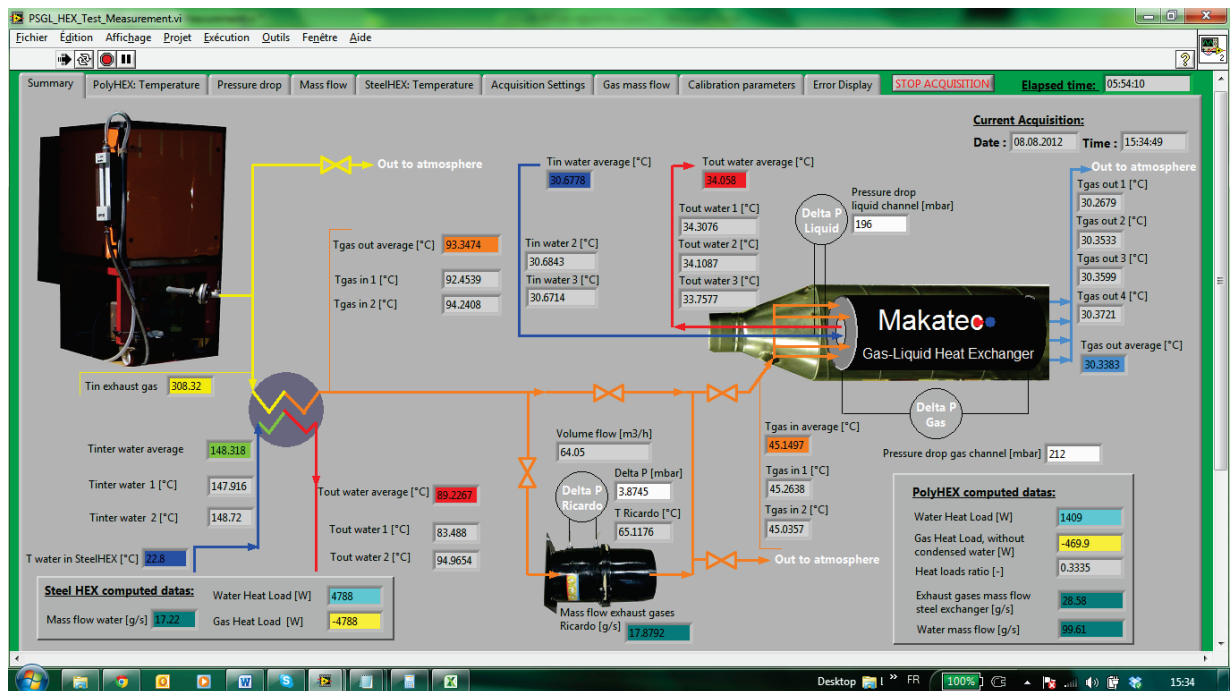 PSGL_HEX_Test_Measurement.vi
Fichier Édition Affichage Projet Exécution Outils Fenêtre Aide
2
Summary PolyHEX: Temperature Pressure drop Mass flow SteelHEX: Temperature Acquisition Settings Gas mass flow Calibration parameters Error Display STOP ACQUISITION Elapsed time: 05:54:10
Current Acquisition:
Date : 08.08.2012 Time : 15:34:49
Out to atmosphere
Tin water average [°C]
30.6778
Tout water average [°C]
34.058
Out to atmosphere
Tgas out 1 [°C]
30.2679
Tgas out 2 [°C]
30.3533
Tgas out 3 [°C]
30.3599
Tgas out 4 [°C]
30.3721
Tgas out average [°C]
30.3383
Delta P
Liquid
Pressure drop
liquid channel [mbar]
196
Tout water 1 [°C]
34.3076
Tout water 2 [°C]
34.1087
Tout water 3 [°C]
33.7577
Tin water 2 [°C]
30.6843
Tin water 3 [°C]
30.6714
Tgas out average [°C] 93.3474
Tgas in 1 [°C] 92.4539
Tgas in 2 [°C] 94.2408
Makatec
Gas-Liquid Heat Exchanger
Tin exhaust gas 308.32
Delta P
Gas
Pressure drop gas channel [mbar] 212
Tinter water average 148.318
Tinter water 1 [°C] 147.916
Tinter water 2 [°C] 148.72
T water in SteelHEX [°C] 22.8
Tout water average [°C] 89.2267
Tout water 1 [°C] 83.488
Tout water 2 [°C] 94.9654
Volume flow [m3/h]
64.05
Delta P
Ricardo
Delta P [mbar]
3.8745
T Ricardo [°C]
65.1176
Tgas in average [°C]
45.1497
Tgas in 1 [°C]
45.2638
Tgas in 2 [°C]
45.0357
Out to atmosphere
Mass flow exhaust gases
Ricardo [g/s] 17.8792
Steel HEX computed datas:
Mass flow water [g/s] 17.22
Water Heat Load [W] 4788
Gas Heat Load [W] -4788
PolyHEX computed datas:
Water Heat Load [W] 1409
Gas Heat Load, without
condensed water [W] -469.9
Heat loads ratio [-] 0.3335
Exhaust gases mass flow
steel exchanger [g/s] 28.58
Water mass flow [g/s] 99.61
Desktop FR 100% 15:34